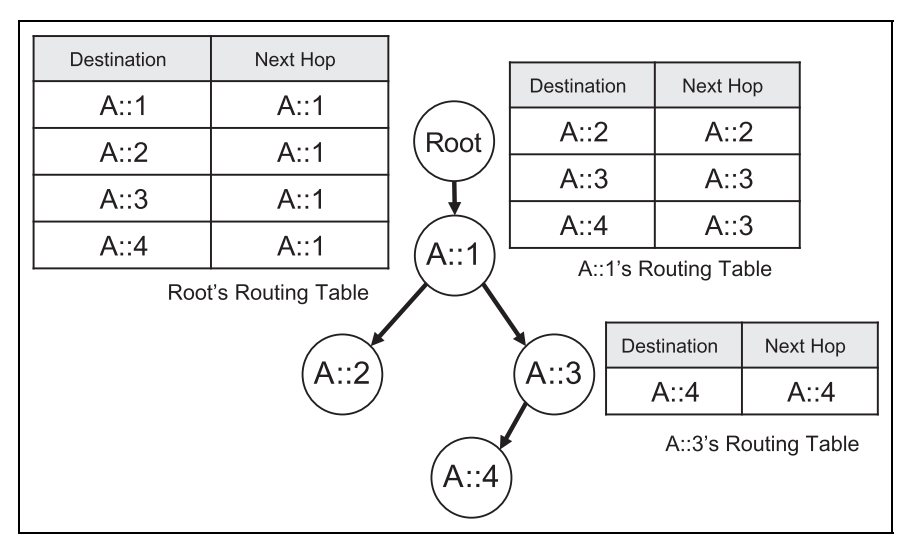 Destination Next Hop
A::1 A::1
A::2 A::1
A::3 A::1
A::4 A::1
Root's Routing Table
Root
A::1
A::2
A::3
A::4
Destination Next Hop
A::2 A::2
A::3 A::3
A::4 A::3
A::1's Routing Table
Destination Next Hop
A::4 A::4
A::3's Routing Table